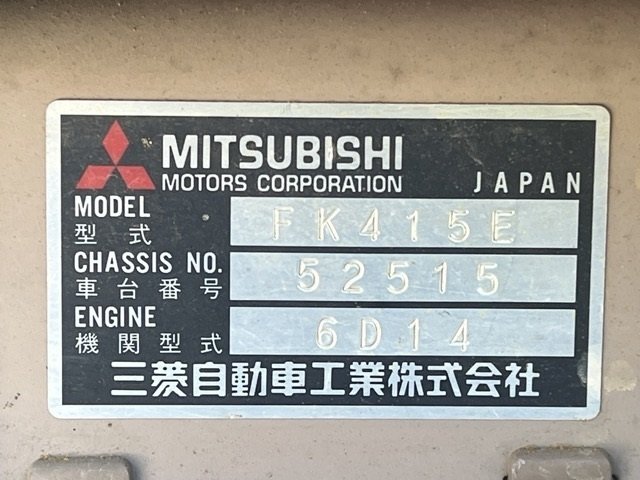 MITSUBISHI
MOTORS CORPORATION JAPAN
MODEL FK415E
型式
CHASSIS NO. 52515
車台番号
ENGINE 6D14
機関型式
三菱自動車工業株式会社